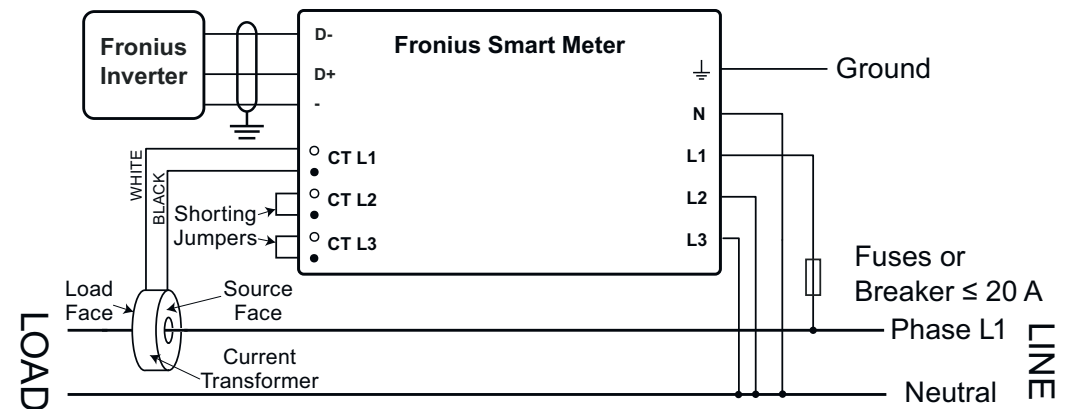 Fronius
Inverter
D-
D+
-
Fronius Smart Meter
Ground
N
L1
L2
L3
CT L1
CT L2
CT L3
WHITE
BLACK
Shorting
Jumpers
Load
Face
Source
Face
Current
Transformer
Fuses or
Breaker ≤ 20 A
Phase L1
Neutral
LOAD
LINE